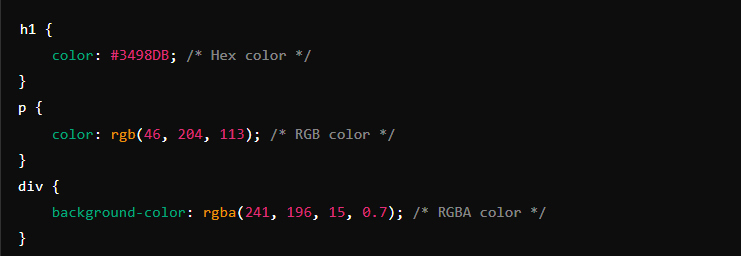 h1 {
    color: #3498DB; /* Hex color */
}
p {
    color: rgb(46, 204, 113); /* RGB color */
}
div {
    background-color: rgba(241, 196, 15, 0.7); /* RGBA color */
}